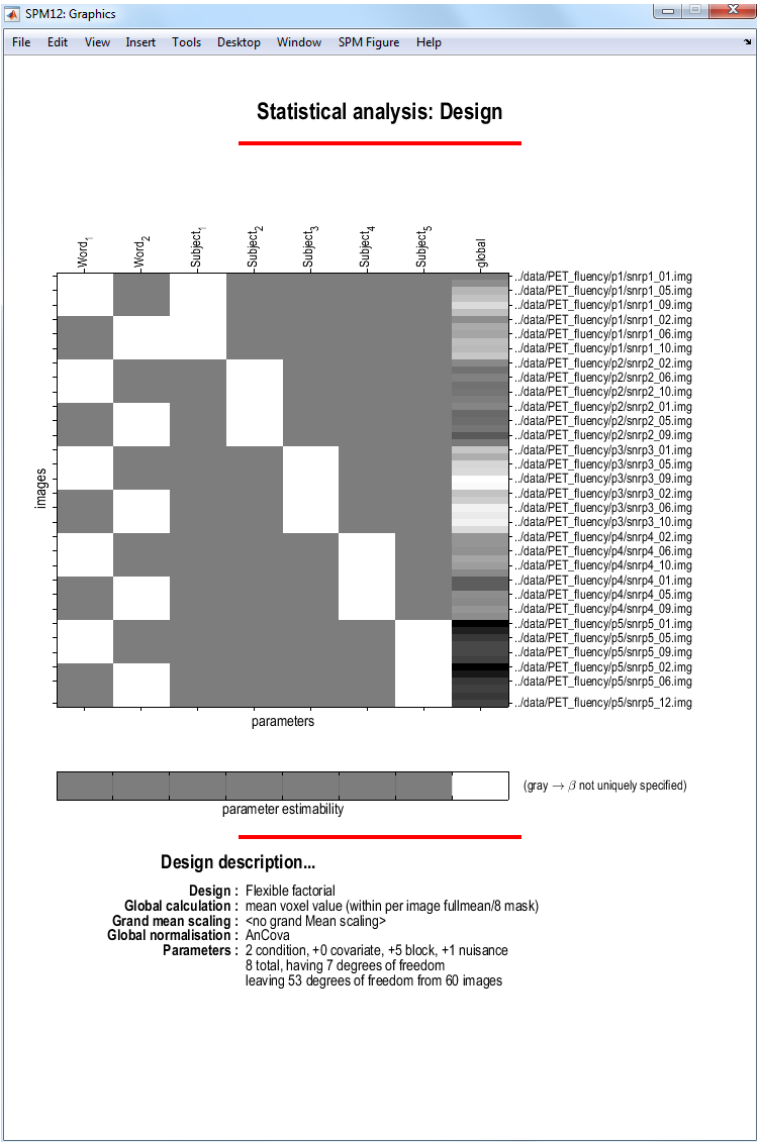 SPM12: Graphics
File Edit View Insert Tools Desktop Window SPM Figure Help
Statistical analysis: Design
Word1 Word2 Subject1 Subject2 Subject3 Subject4 Subject5 global
../data/PET_fluency/p1/snrp1_01.img
../data/PET_fluency/p1/snrp1_05.img
../data/PET_fluency/p1/snrp1_09.img
../data/PET_fluency/p1/snrp1_02.img
../data/PET_fluency/p1/snrp1_06.img
../data/PET_fluency/p1/snrp1_10.img
../data/PET_fluency/p2/snrp2_02.img
../data/PET_fluency/p2/snrp2_06.img
../data/PET_fluency/p2/snrp2_10.img
../data/PET_fluency/p2/snrp2_01.img
../data/PET_fluency/p2/snrp2_05.img
../data/PET_fluency/p2/snrp2_09.img
../data/PET_fluency/p3/snrp3_01.img
../data/PET_fluency/p3/snrp3_05.img
../data/PET_fluency/p3/snrp3_09.img
../data/PET_fluency/p3/snrp3_02.img
../data/PET_fluency/p3/snrp3_06.img
../data/PET_fluency/p3/snrp3_10.img
../data/PET_fluency/p4/snrp4_02.img
../data/PET_fluency/p4/snrp4_06.img
../data/PET_fluency/p4/snrp4_10.img
../data/PET_fluency/p4/snrp4_01.img
../data/PET_fluency/p4/snrp4_05.img
../data/PET_fluency/p4/snrp4_09.img
../data/PET_fluency/p5/snrp5_01.img
../data/PET_fluency/p5/snrp5_05.img
../data/PET_fluency/p5/snrp5_09.img
../data/PET_fluency/p5/snrp5_02.img
../data/PET_fluency/p5/snrp5_06.img
../data/PET_fluency/p5/snrp5_12.img
images
parameters
(gray → β not uniquely specified)
parameter estimability
Design description...
Design : Flexible factorial
Global calculation : mean voxel value (within per image fullmean/8 mask)
Grand mean scaling : <no grand Mean scaling>
Global normalisation : AnCova
Parameters : 2 condition, +0 covariate, +5 block, +1 nuisance
8 total, having 7 degrees of freedom
leaving 53 degrees of freedom from 60 images